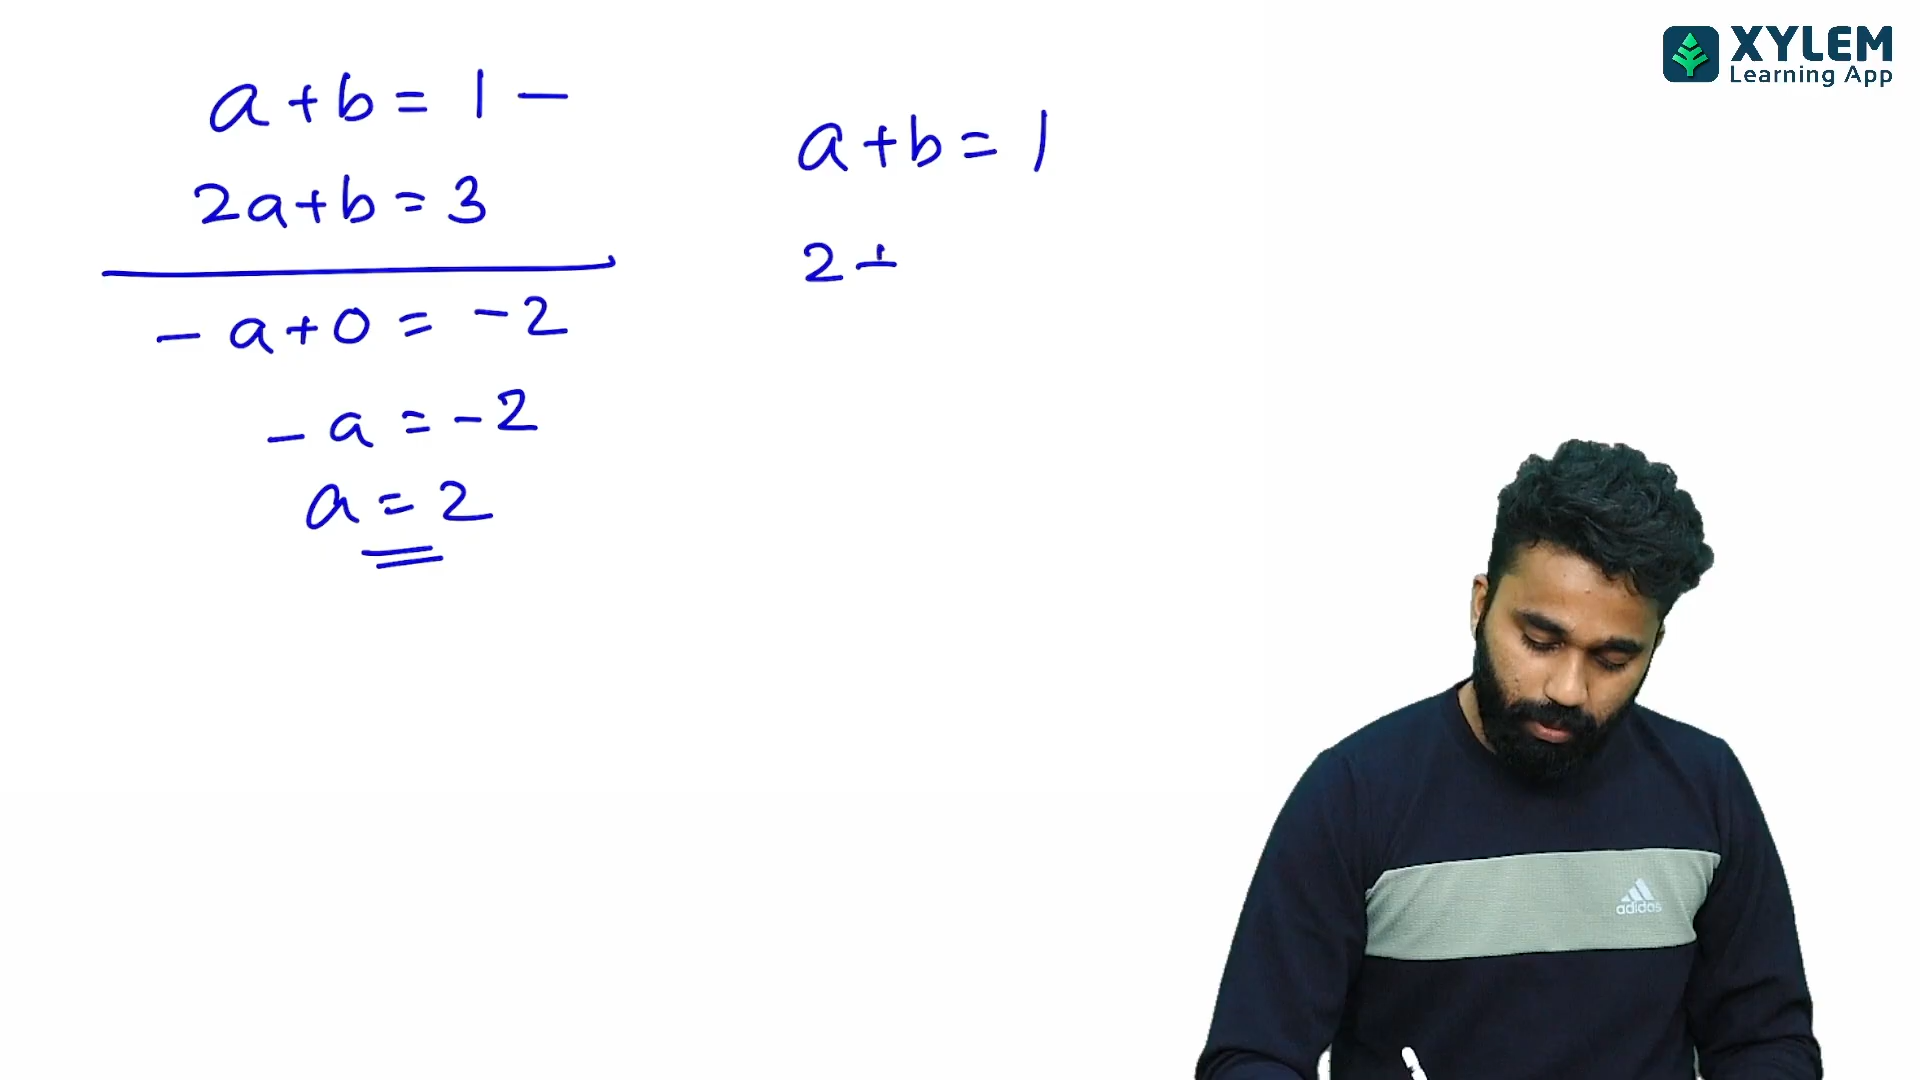 a + b = 1 -
2a + b = 3
- a + 0 = -2
- a = -2
a = 2
a + b = 1
2 +
XYLEM
Learning App
adidas